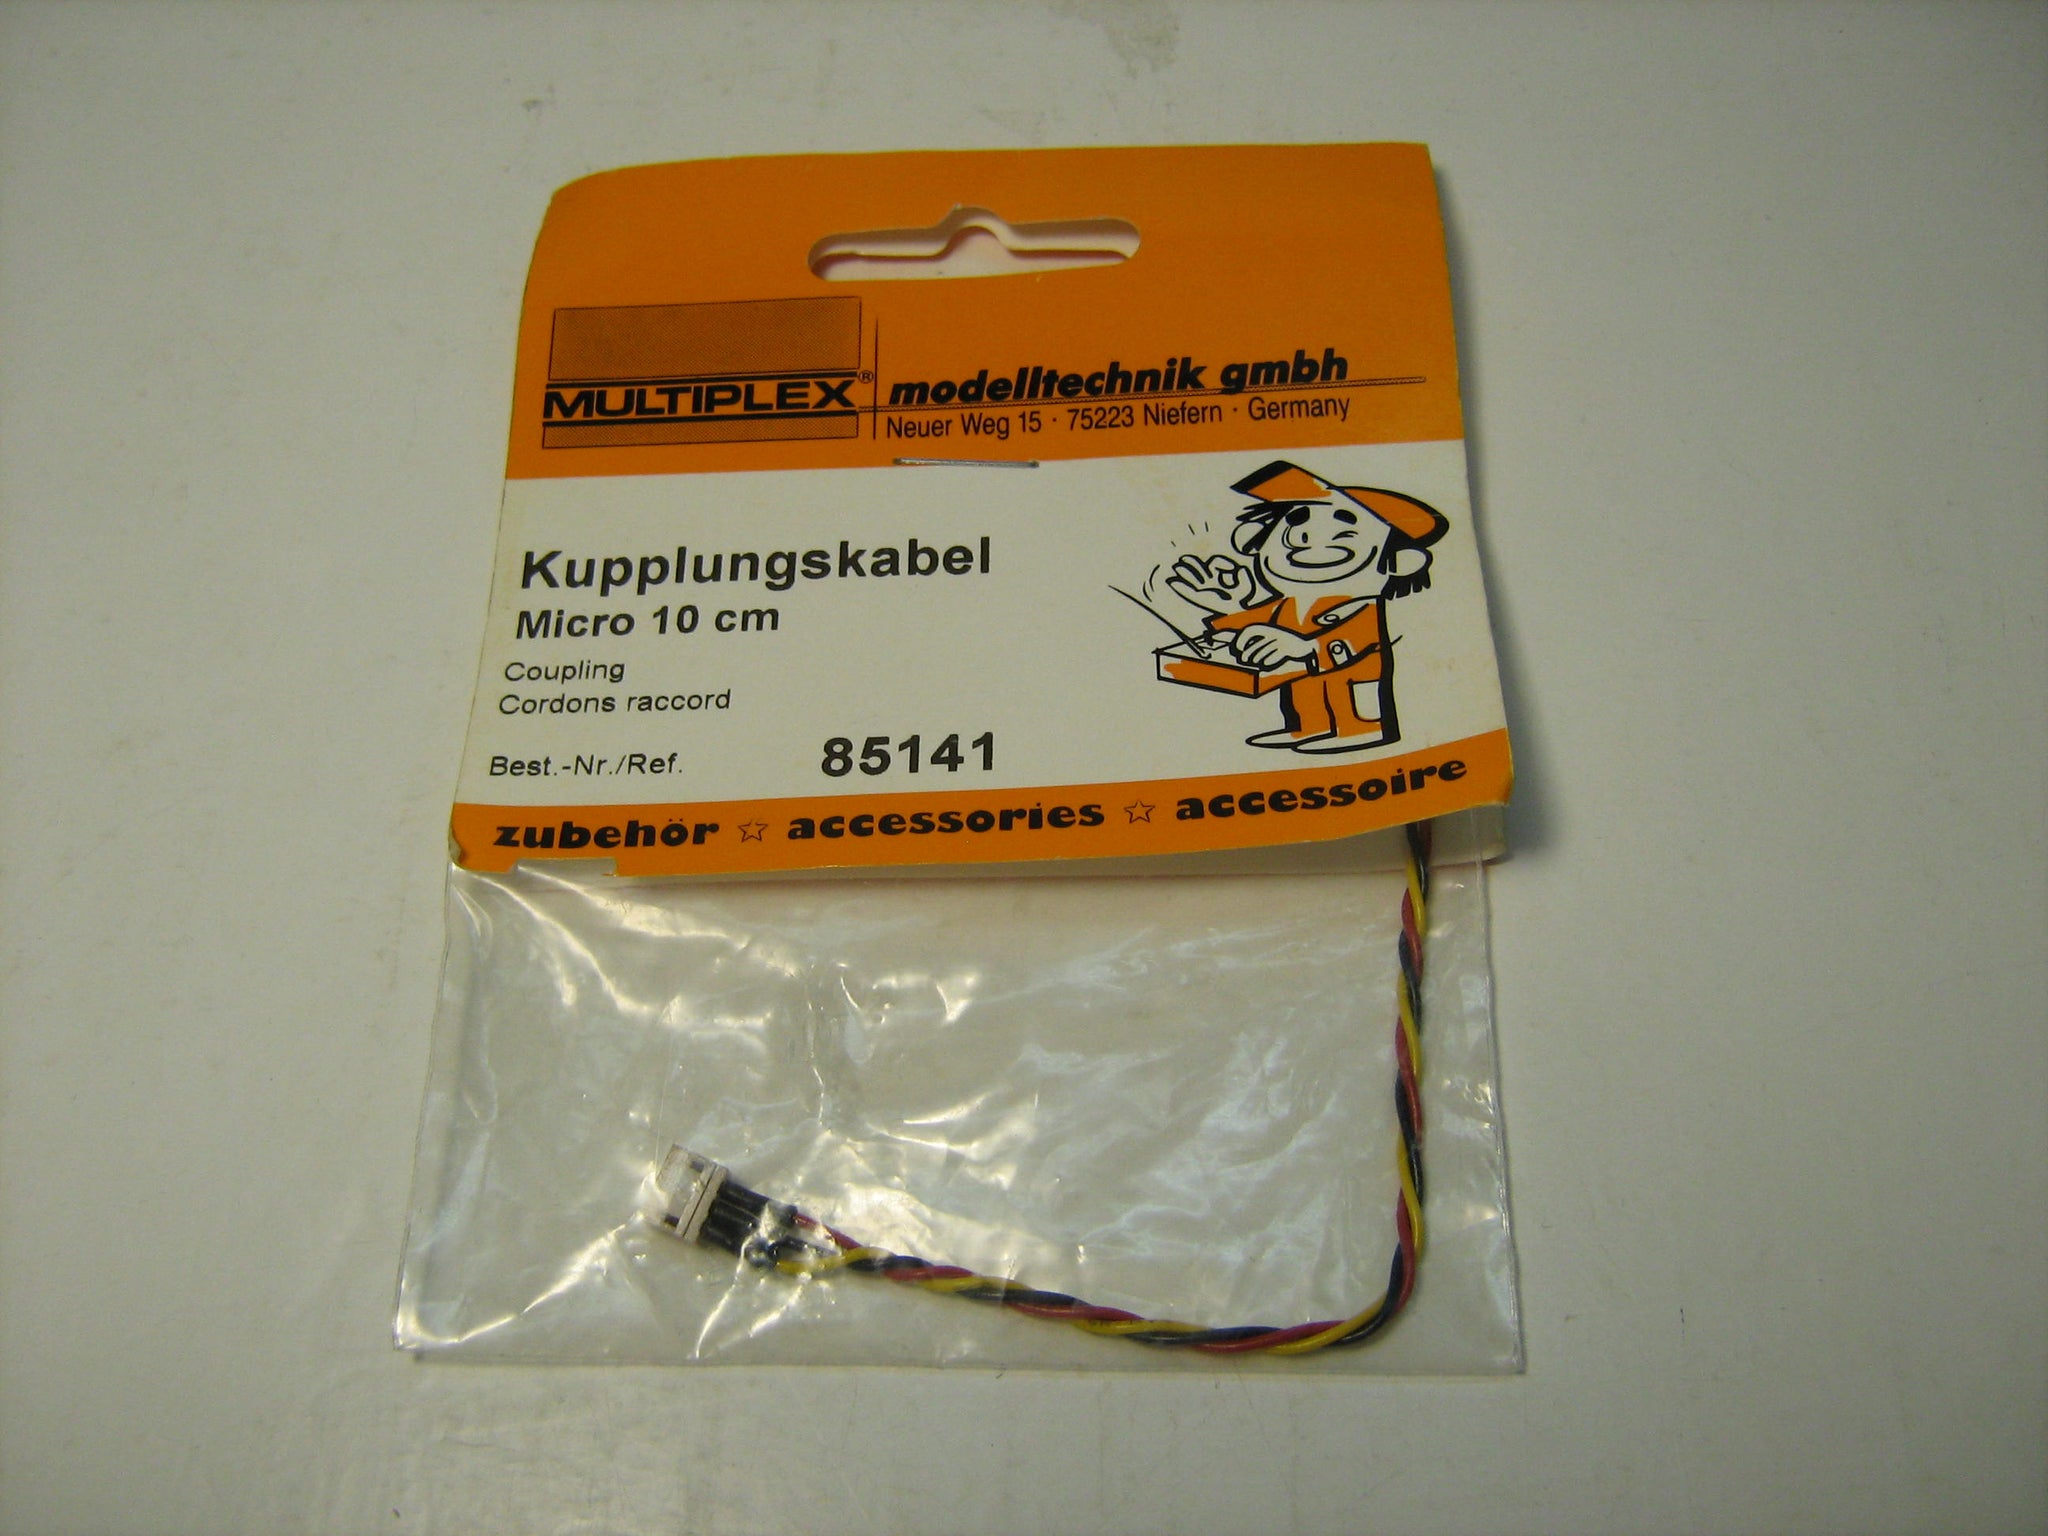 MULTIPLEX®
modelltechnik gmbh
Neuer Weg 15 · 75223 Niefern · Germany
Kupplungskabel
Micro 10 cm
Coupling
Cordons raccord
Best.-Nr./Ref. 85141
zubehör ☆ accessories ☆ accessoire